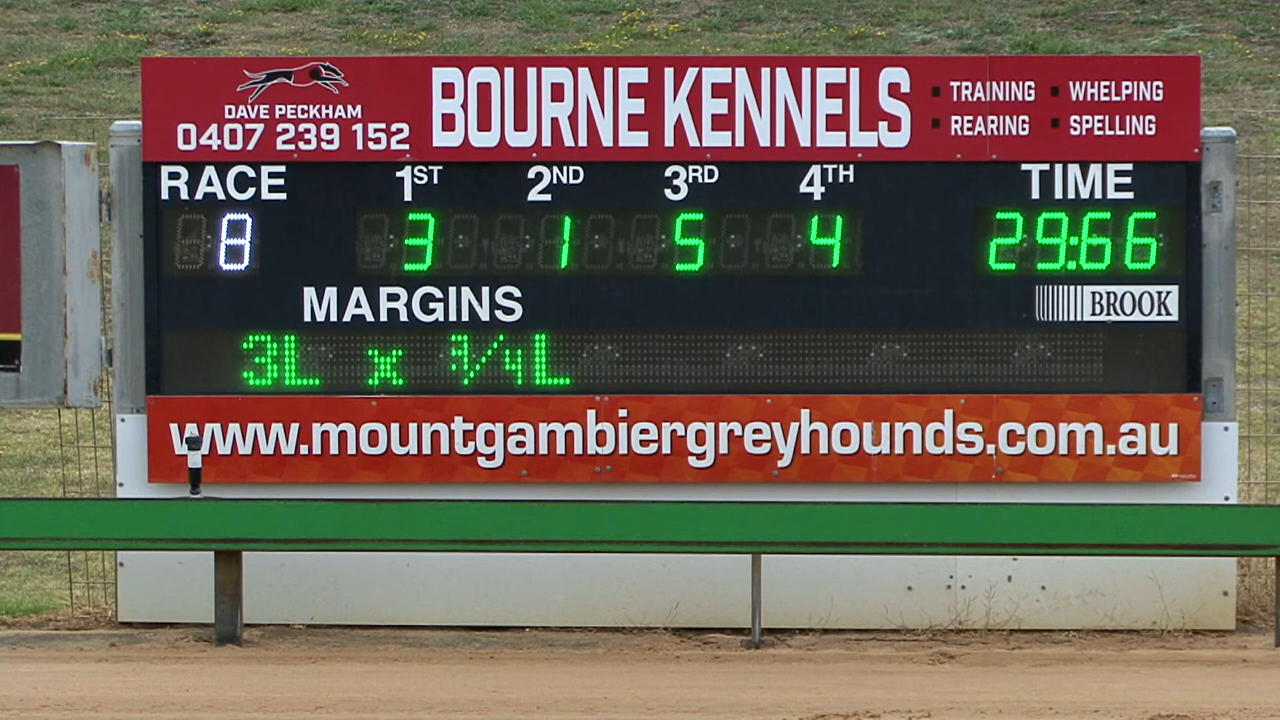 DAVE PECKHAM
0407 239 152
BOURNE KENNELS
TRAINING WHELPING
REARING SPELLING
RACE 1ST 2ND 3RD 4TH TIME
8 3 1 5 4 29:66
MARGINS
BROOK
3L x 3/4L
www.mountgambiergreyhounds.com.au